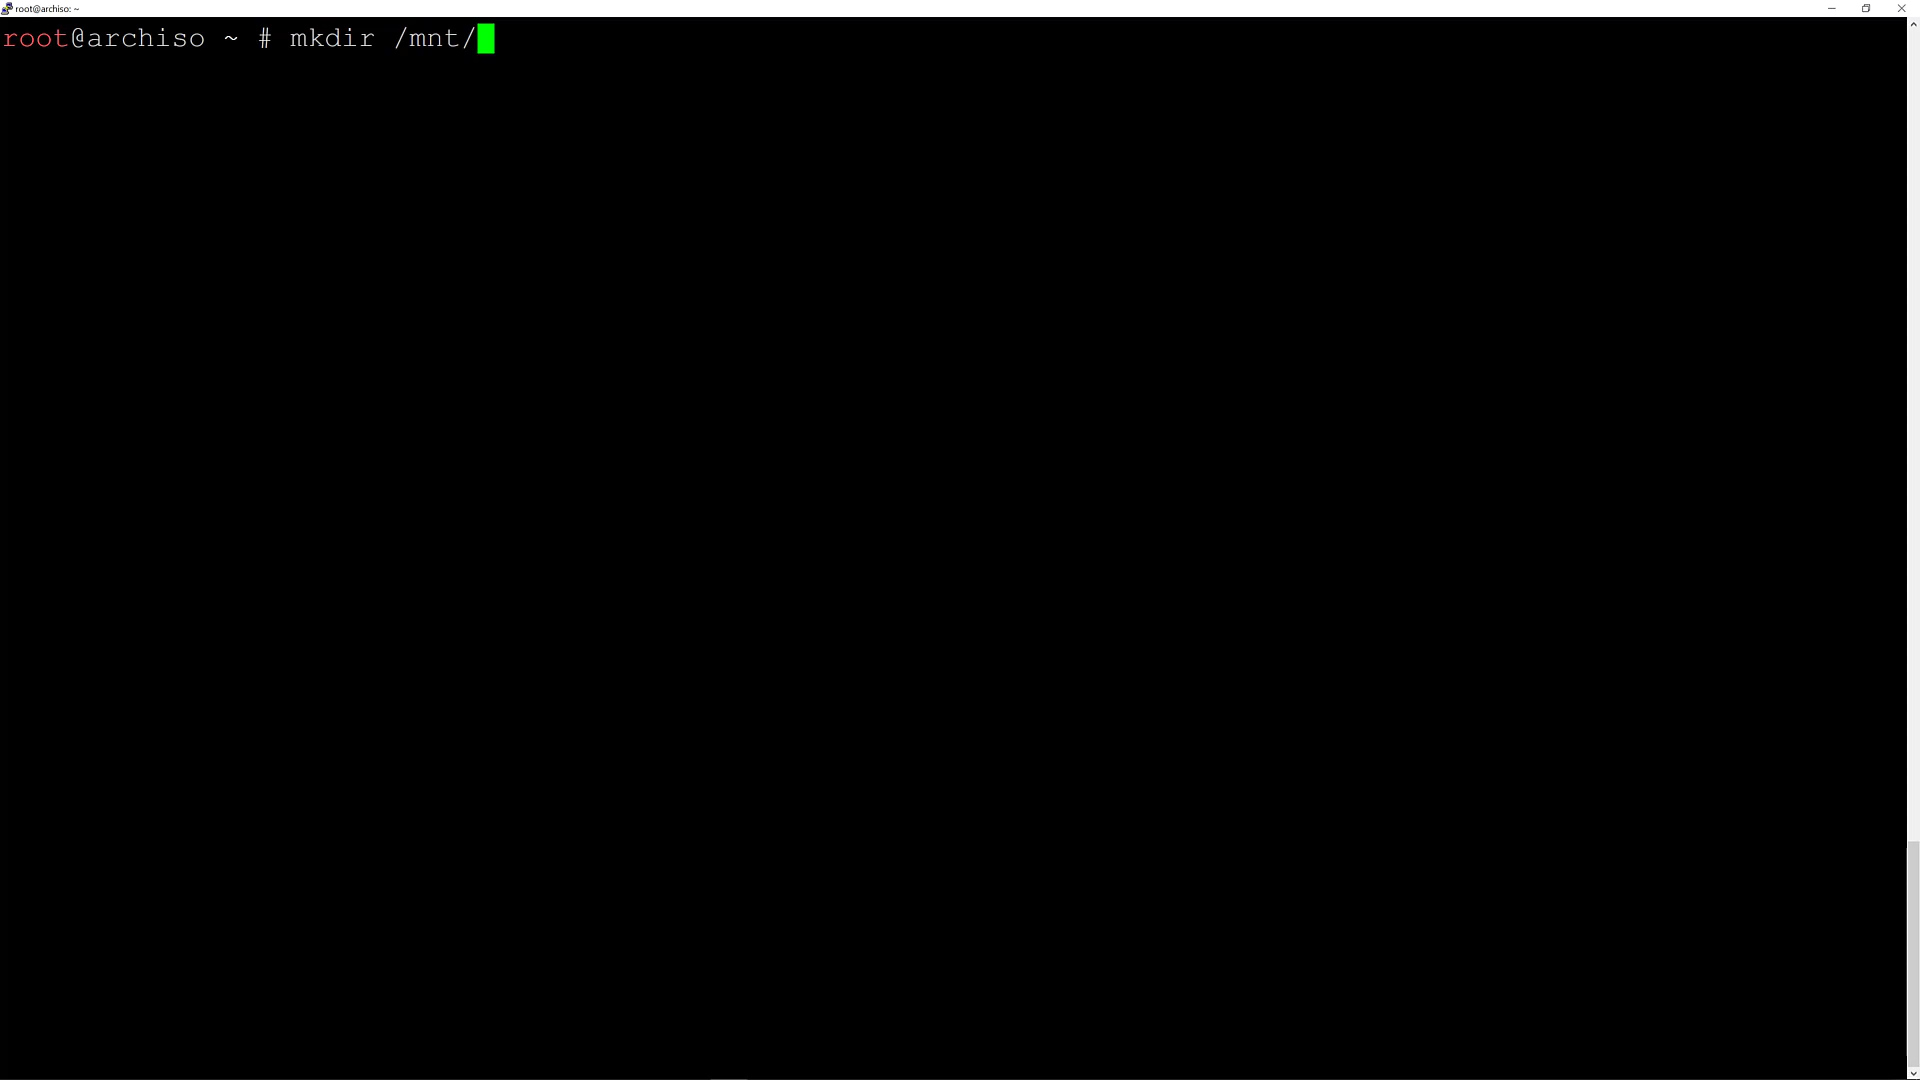 root@archiso: ~
root@archiso ~ # mkdir /mnt/